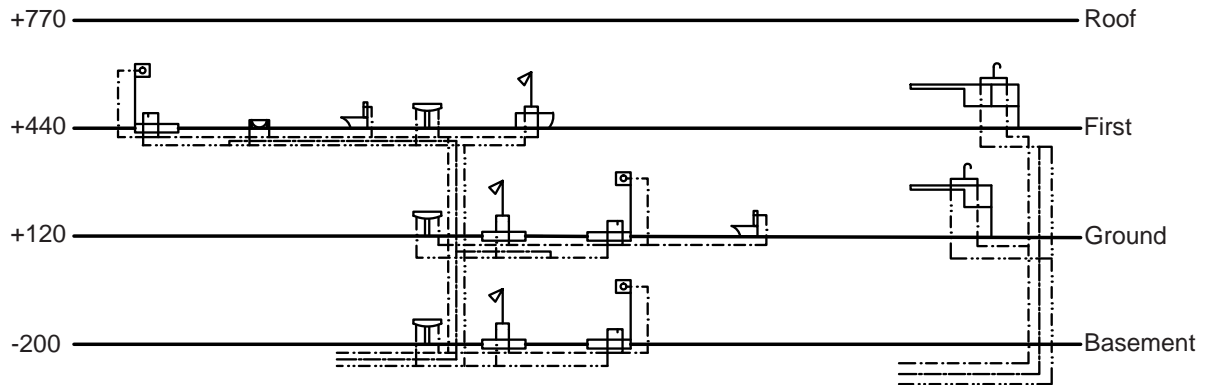 +770 Roof
+440 First
+120 Ground
-200 Basement